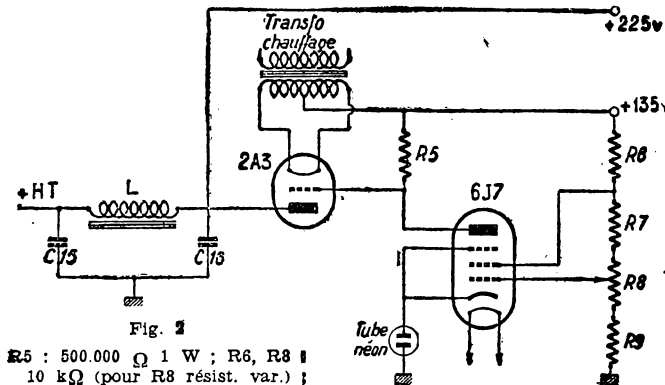 +225v
Transfo
chauffage
+135v
R5
R6
2A3
6J7
+HT
L
R7
C15
C16
R8
Tube
néon
R9
Fig. 2
R5 : 500.000 Ω 1 W ; R6, R8
10 kΩ (pour R8 résist. var.) ;